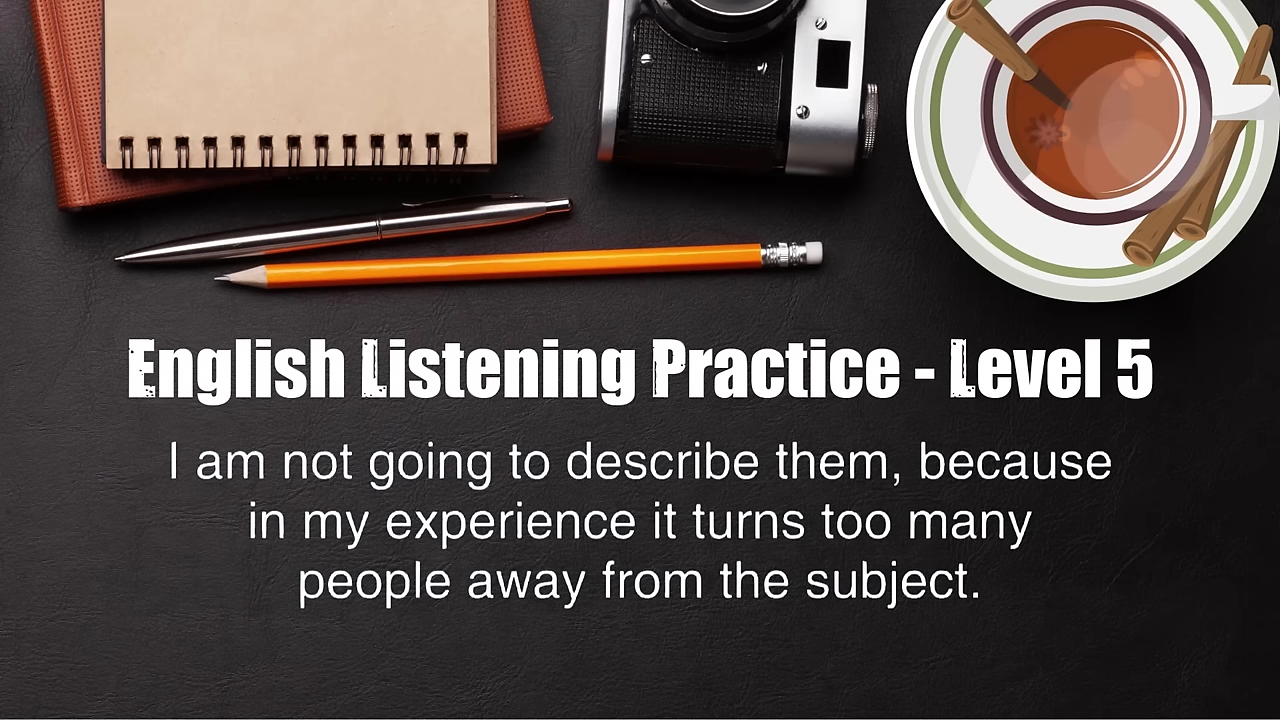 English Listening Practice - Level 5
I am not going to describe them, because
in my experience it turns too many
people away from the subject.